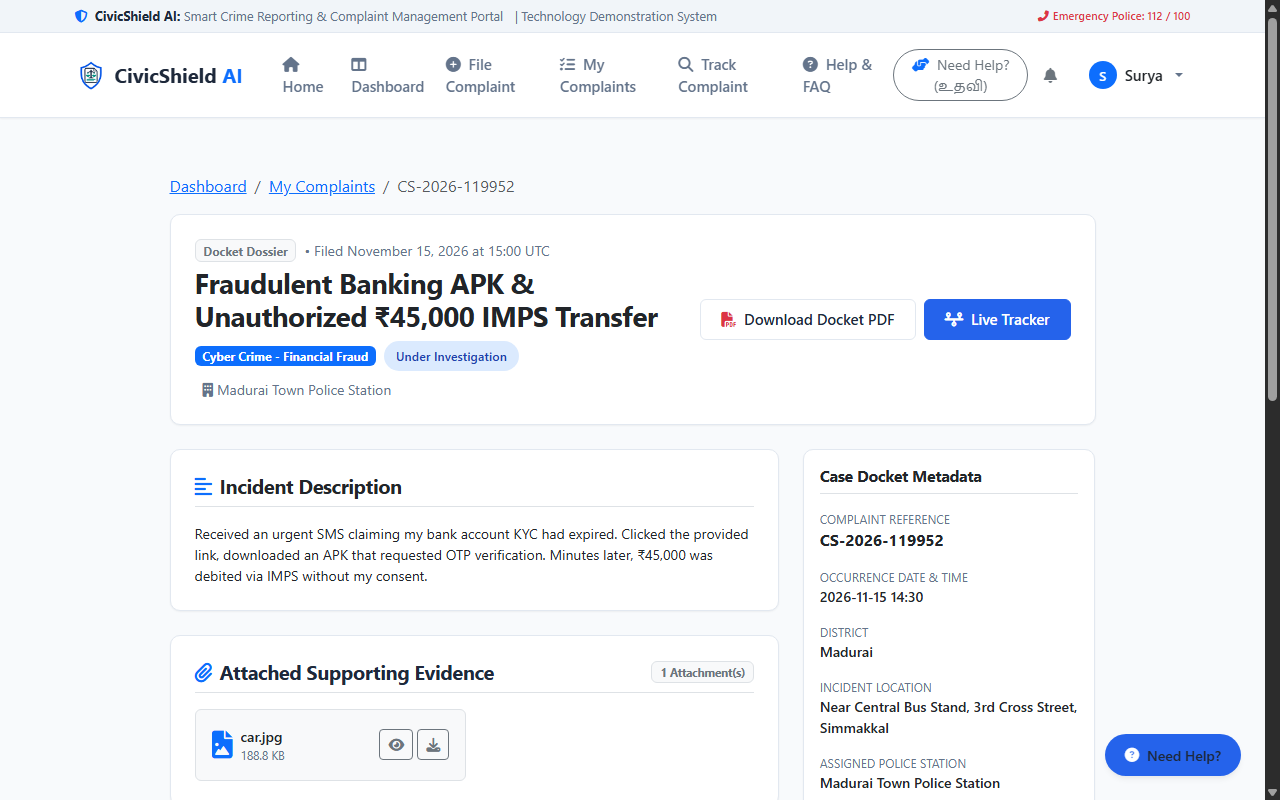 CivicShield AI: Smart Crime Reporting & Complaint Management Portal | Technology Demonstration System
Emergency Police: 112 / 100
CivicShield AI
Home
Dashboard
File Complaint
My Complaints
Track Complaint
Help & FAQ
Need Help?
(உதவி)
S
Surya
Dashboard / My Complaints / CS-2026-119952
Docket Dossier • Filed November 15, 2026 at 15:00 UTC
Fraudulent Banking APK &
Unauthorized ₹45,000 IMPS Transfer
Cyber Crime - Financial Fraud
Under Investigation
Madurai Town Police Station
PDF
Download Docket PDF
Live Tracker
Incident Description
Received an urgent SMS claiming my bank account KYC had expired. Clicked the provided
link, downloaded an APK that requested OTP verification. Minutes later, ₹45,000 was
debited via IMPS without my consent.
Attached Supporting Evidence
1 Attachment(s)
car.jpg
188.8 KB
Case Docket Metadata
COMPLAINT REFERENCE
CS-2026-119952
OCCURRENCE DATE & TIME
2026-11-15 14:30
DISTRICT
Madurai
INCIDENT LOCATION
Near Central Bus Stand, 3rd Cross Street,
Simmakkal
ASSIGNED POLICE STATION
Madurai Town Police Station
Need Help?